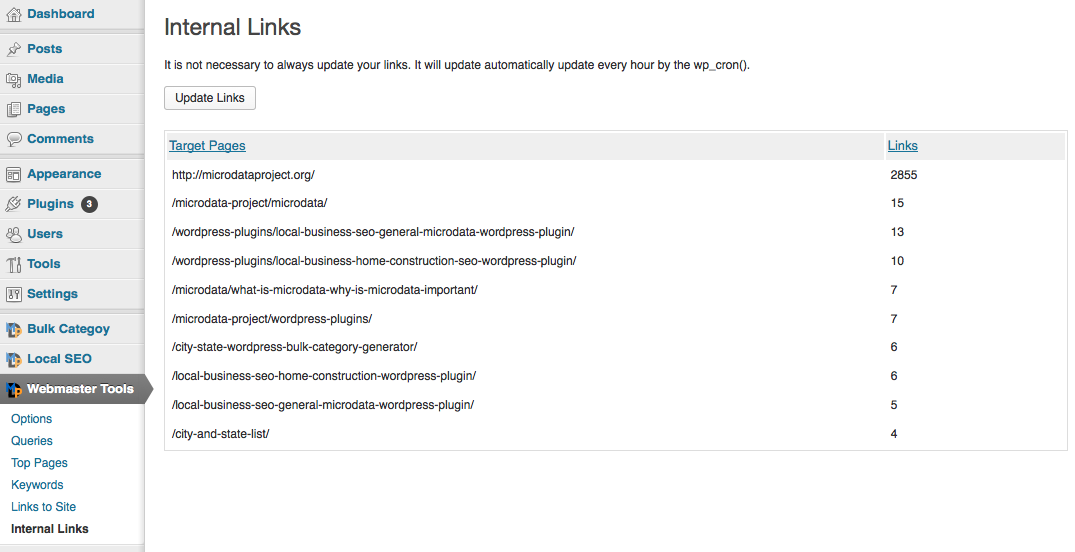 Dashboard
Posts
Media
Pages
Comments
Appearance
Plugins 3
Users
Tools
Settings
Bulk Categoy
Local SEO
Webmaster Tools
Options
Queries
Top Pages
Keywords
Links to Site
Internal Links
Internal Links
It is not necessary to always update your links. It will update automatically update every hour by the wp_cron().
Update Links
Target Pages Links
http://microdataproject.org/ 2855
/microdata-project/microdata/ 15
/wordpress-plugins/local-business-seo-general-microdata-wordpress-plugin/ 13
/wordpress-plugins/local-business-home-construction-seo-wordpress-plugin/ 10
/microdata/what-is-microdata-why-is-microdata-important/ 7
/microdata-project/wordpress-plugins/ 7
/city-state-wordpress-bulk-category-generator/ 6
/local-business-seo-home-construction-wordpress-plugin/ 6
/local-business-seo-general-microdata-wordpress-plugin/ 5
/city-and-state-list/ 4